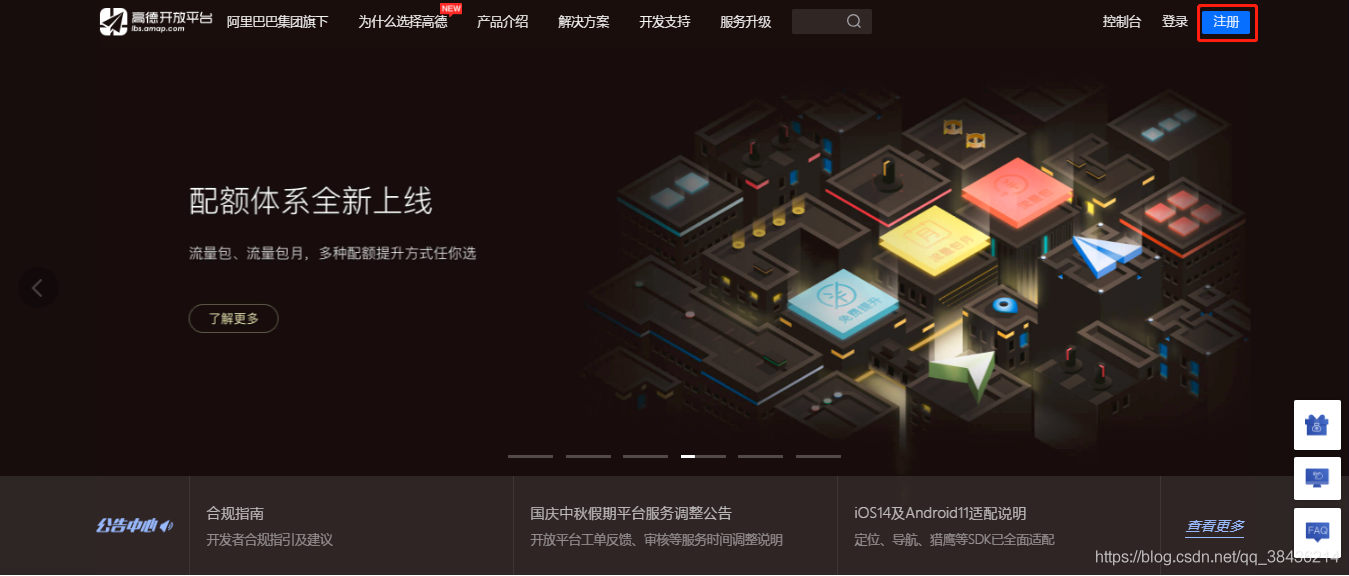 高德开放平台
lbs.amap.com
阿里巴巴集团旗下
为什么选择高德
NEW
产品介绍
解决方案
开发支持
服务升级
控制台
登录
注册
配额体系全新上线
流量包、流量包月，多种配额提升方式任你选
了解更多
月
免费提升
公告中心
合规指南
开发者合规指引及建议
国庆中秋假期平台服务调整公告
开放平台工单反馈、审核等服务时间调整说明
iOS14及Android11适配说明
定位、导航、猎鹰等SDK已全面适配
查看更多
FAQ
https://blog.csdn.net/qq_38436214